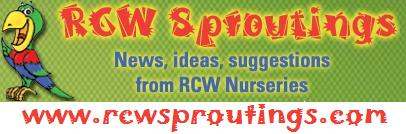 RCW Sproutings
News, ideas, suggestions
from RCW Nurseries
www.rcwsproutings.com